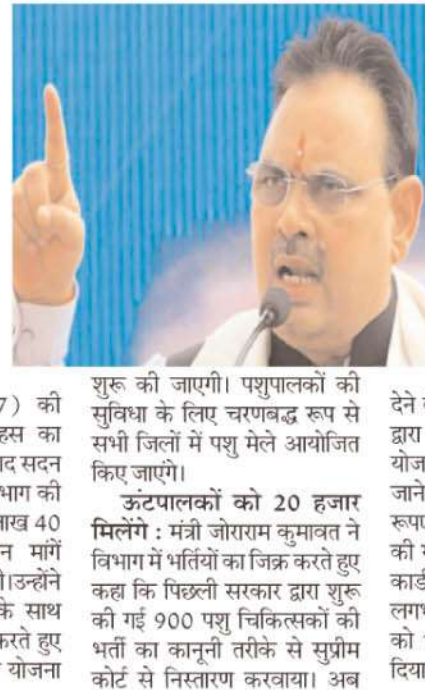 7) की
हस का
ाद सदन
भाग की
नाख 40
न मांगें
ी।उन्होंने
के साथ
करते हुए
योजना
शुरू की जाएगी। पशुपालकों की
सुविधा के लिए चरणबद्ध रूप से
सभी जिलों में पशु मेले आयोजित
किए जाएंगे।
ऊंटपालकों को 20 हजार
मिलेंगे : मंत्री जोराराम कुमावत ने
विभाग में भर्तियों का जिक्र करते हुए
कहा कि पिछली सरकार द्वारा शुरू
की गई 900 पशु चिकित्सकों की
भर्ती का कानूनी तरीके से सुप्रीम
कोर्ट से निस्तारण करवाया। अब
देने
द्वारा
योज
जाने
रूपए
की
कार्ड
लगभ
को
दिया